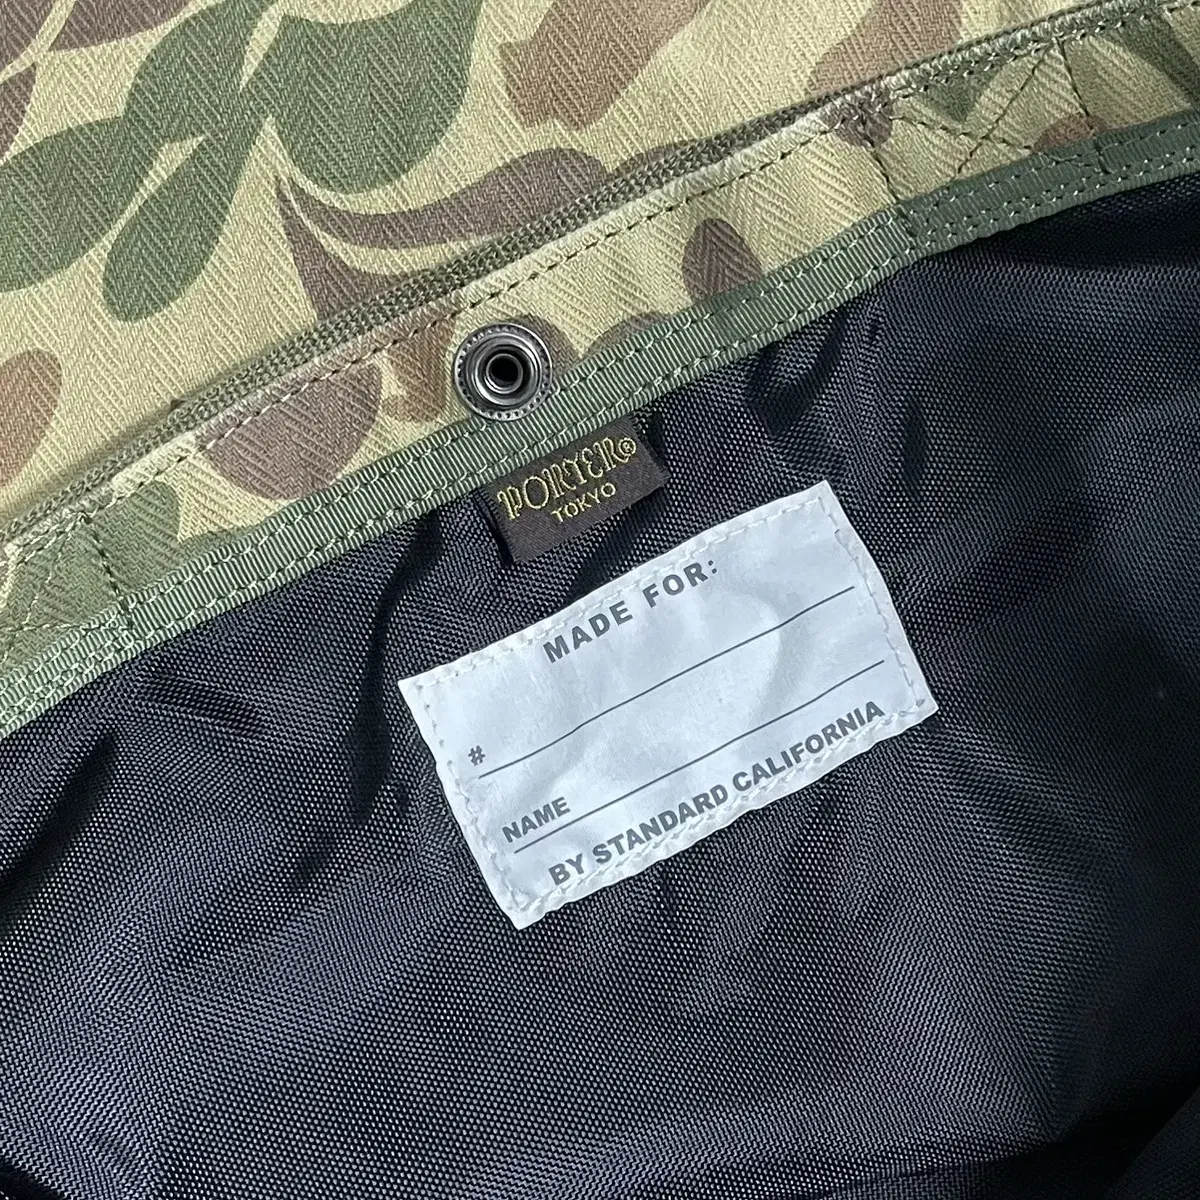 PORTER®
TOKYO
MADE FOR:
#
NAME
BY STANDARD CALIFORNIA